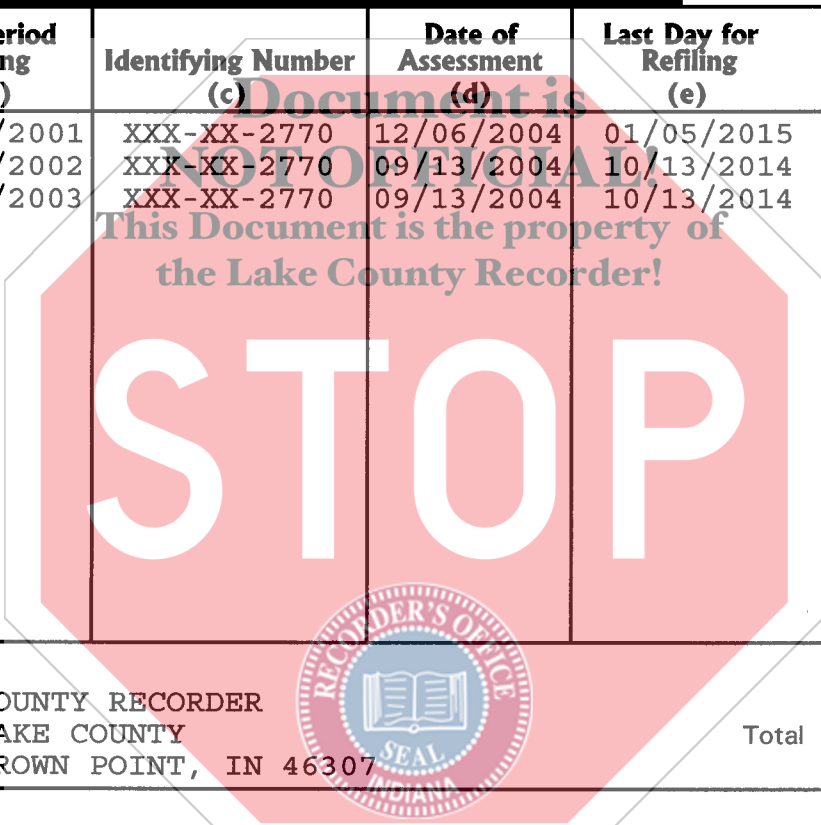 eriod
ng Identifying Number Date of Assessment Last Day for Refiling
) (c) (d) (e)
Document is
/2001 XXX-XX-2770 12/06/2004 01/05/2015
/2002 XXX-XX-2770 09/13/2004 10/13/2014
NOT OFFICIAL!
/2003 XXX-XX-2770 09/13/2004 10/13/2014
This Document is the property of
the Lake County Recorder!
STOP
RECORDER'S OFFICE
SEAL
INDIANA
OUNTY RECORDER
AKE COUNTY Total
ROWN POINT, IN 46307